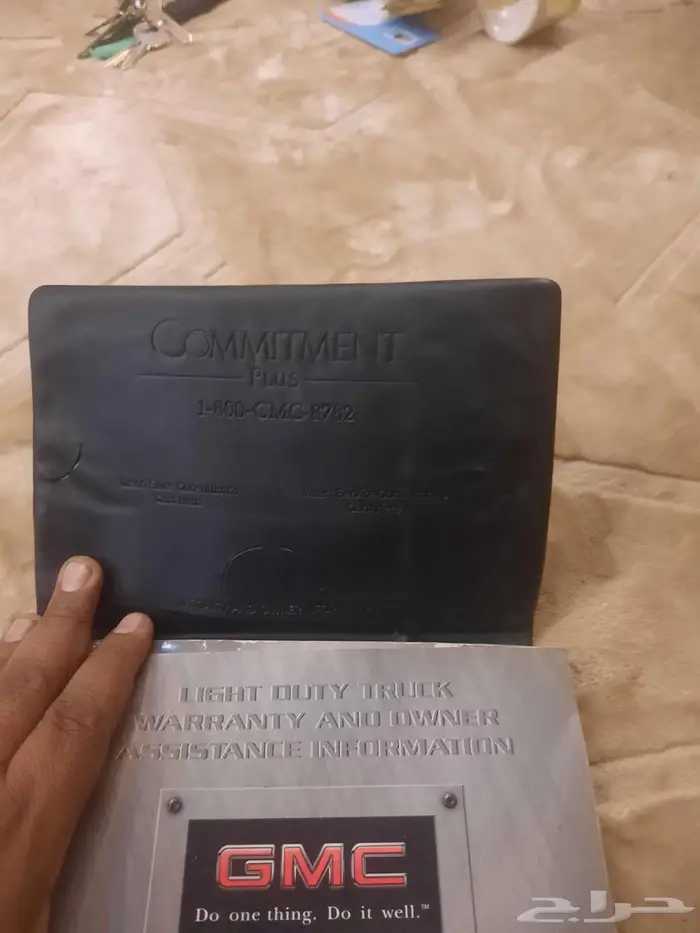 COMMITMENT
PLUS
1-800-GMC-8782
LIGHT DUTY TRUCK
WARRANTY AND OWNER
ASSISTANCE INFORMATION
GMC
Do one thing. Do it well.™
حراج